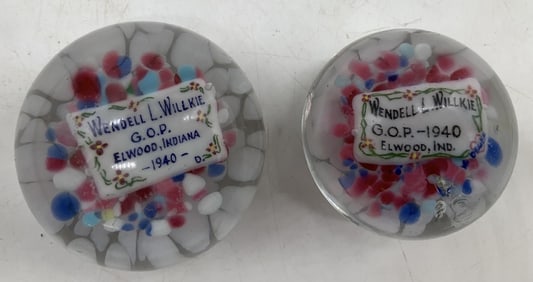 WENDELL L. WILLKIE
G.O.P.
ELWOOD, INDIANA
-1940-
WENDELL L. WILLKIE
G.O.P.-1940
ELWOOD, IND.